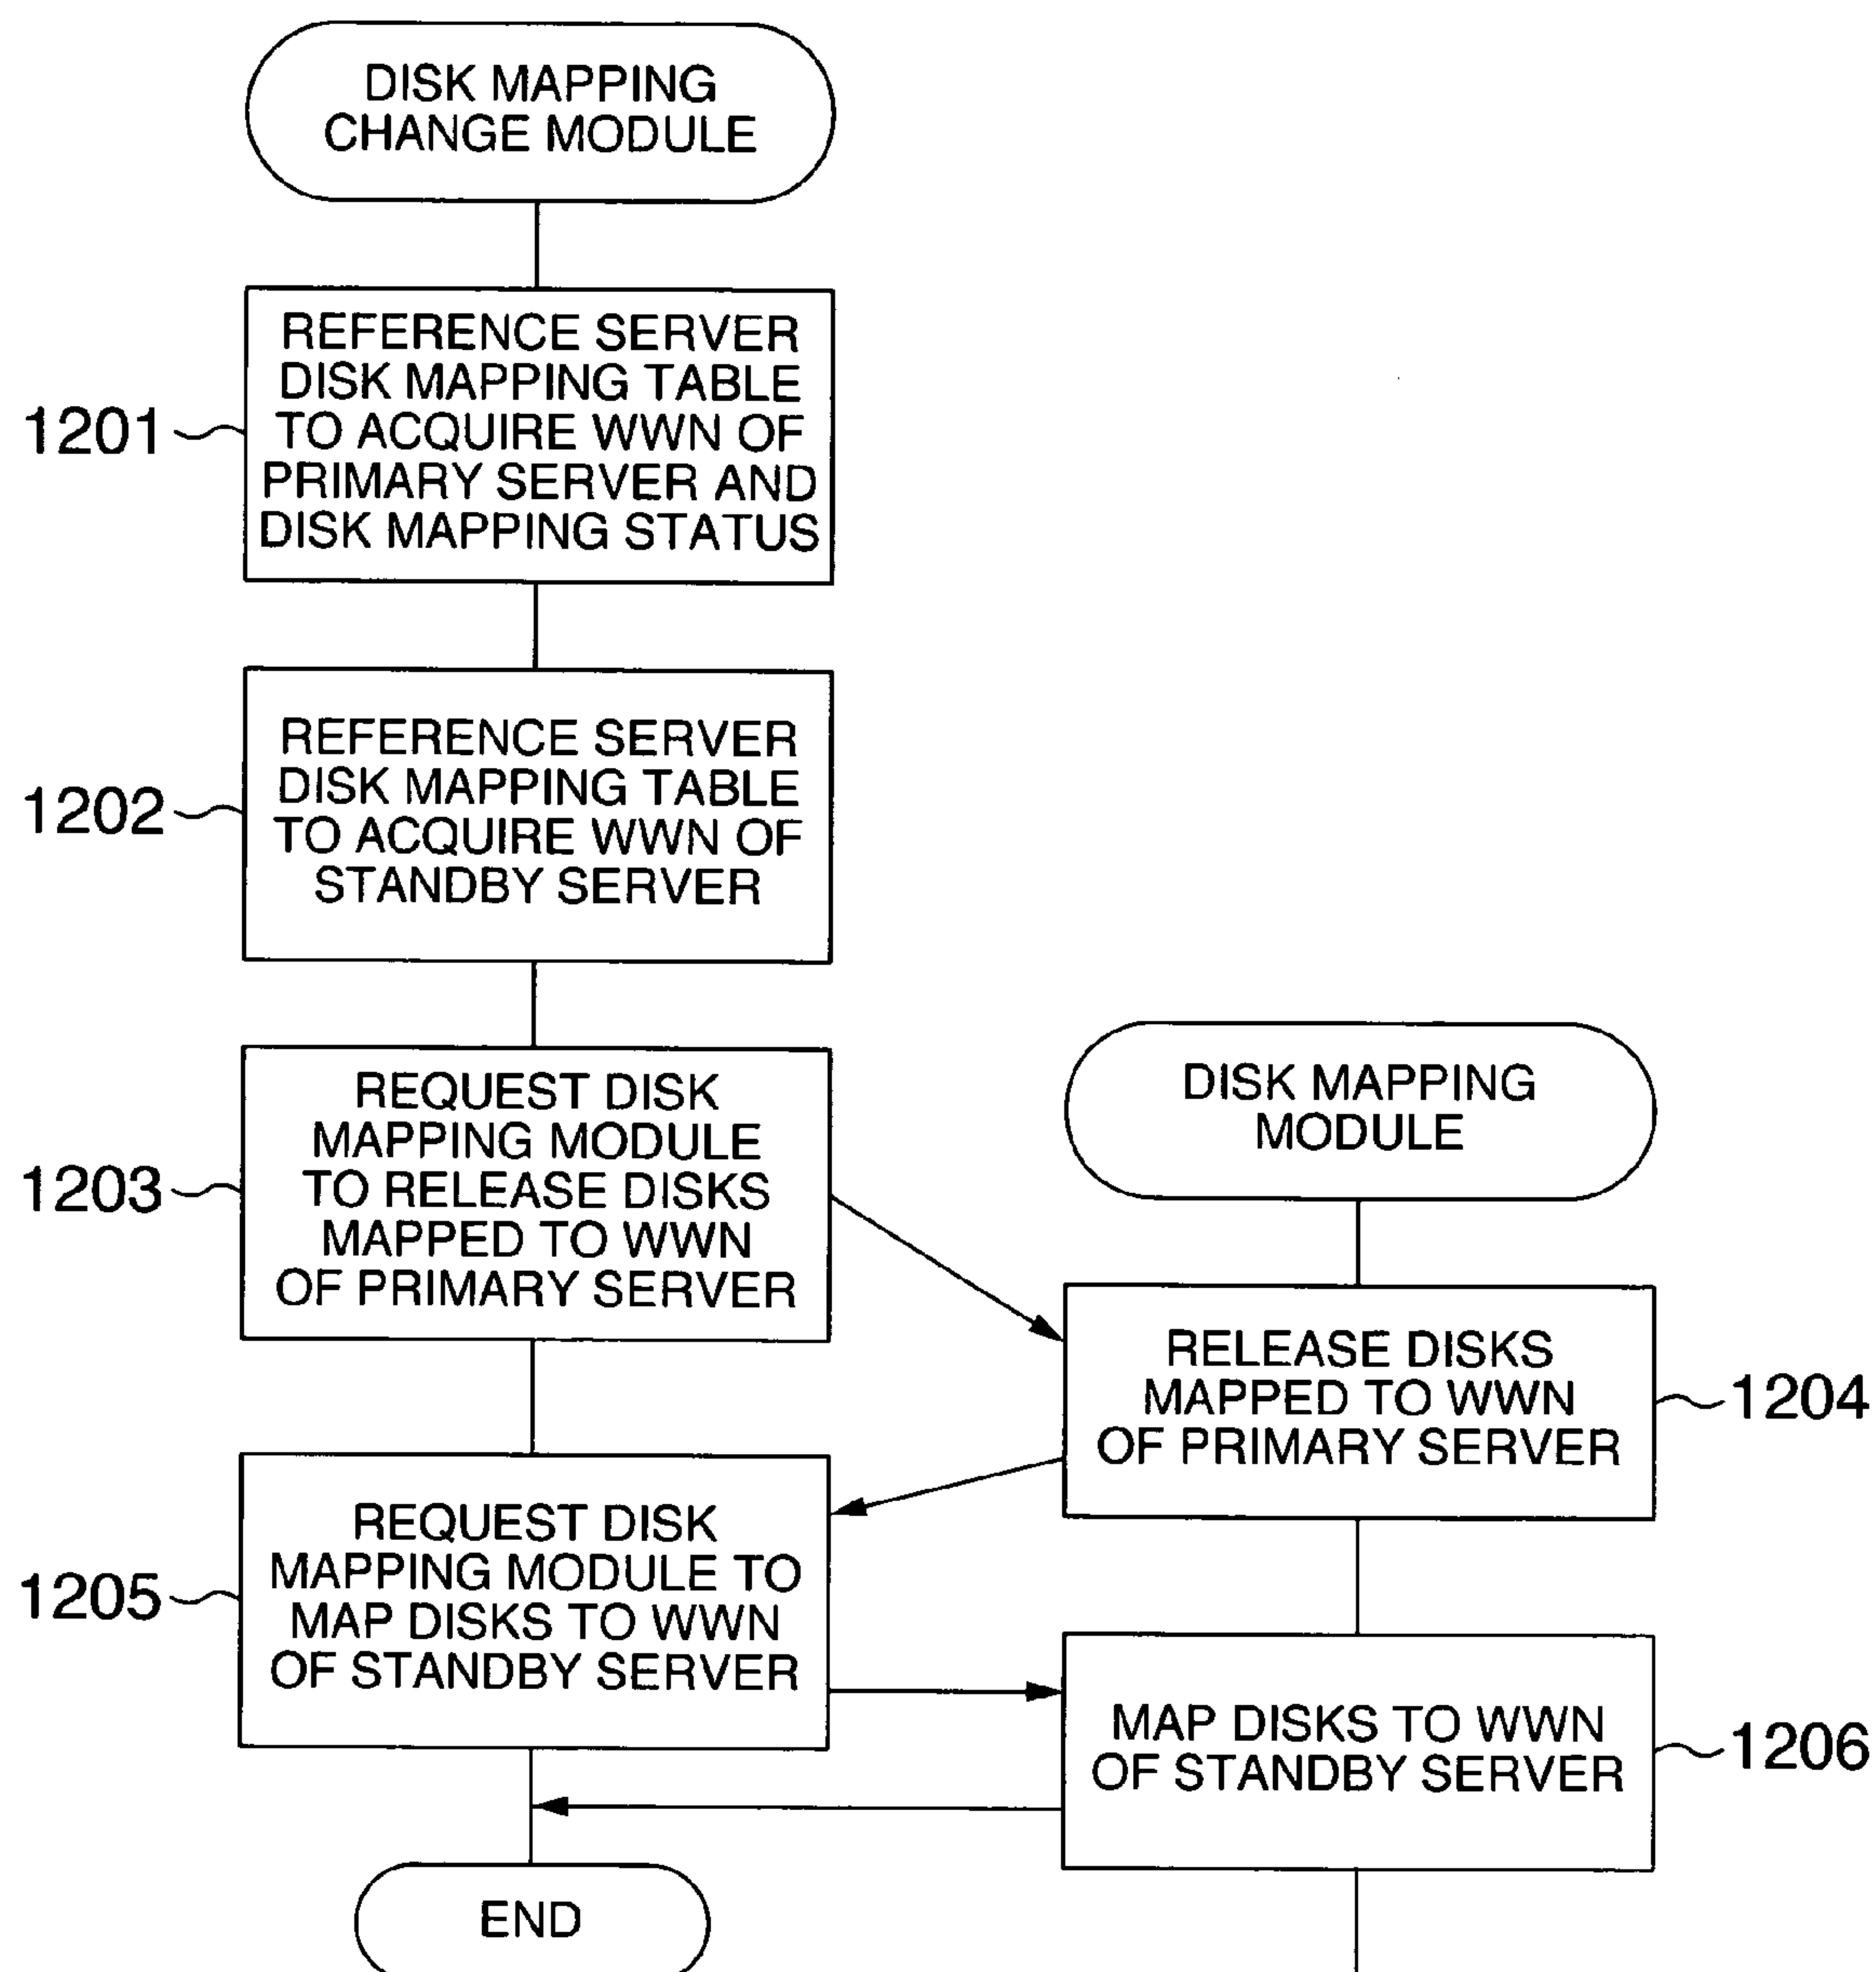 DISK MAPPING
CHANGE MODULE
1201
REFERENCE SERVER
DISK MAPPING TABLE
TO ACQUIRE WWN OF
PRIMARY SERVER AND
DISK MAPPING STATUS
1202
REFERENCE SERVER
DISK MAPPING TABLE
TO ACQUIRE WWN OF
STANDBY SERVER
1203
REQUEST DISK
MAPPING MODULE
TO RELEASE DISKS
MAPPED TO WWN
OF PRIMARY SERVER
DISK MAPPING
MODULE
RELEASE DISKS
MAPPED TO WWN
OF PRIMARY SERVER
1204
1205
REQUEST DISK
MAPPING MODULE TO
MAP DISKS TO WWN
OF STANDBY SERVER
MAP DISKS TO WWN
OF STANDBY SERVER
1206
END